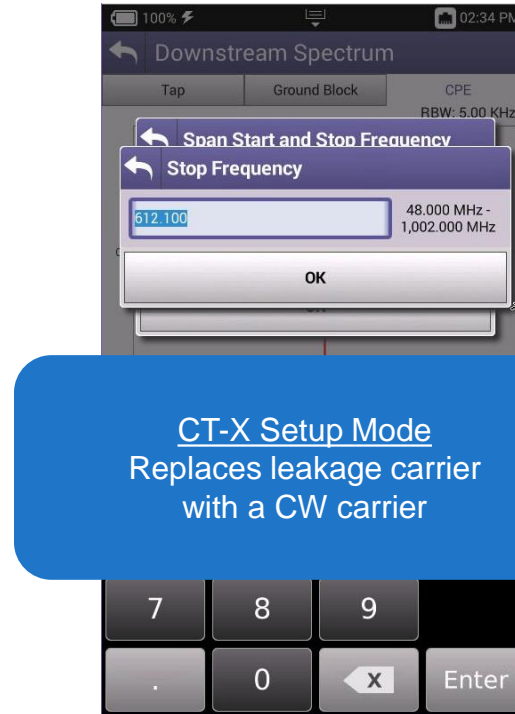 100%
02:34 PM
Downstream Spectrum
Tap
Ground Block
CPE
RBW: 5.00 KHz
Span Start and Stop Frequency
Stop Frequency
612.100
48.000 MHz -
1,002.000 MHz
OK
CT-X Setup Mode
Replaces leakage carrier
with a CW carrier
7 8 9
. 0 X Enter